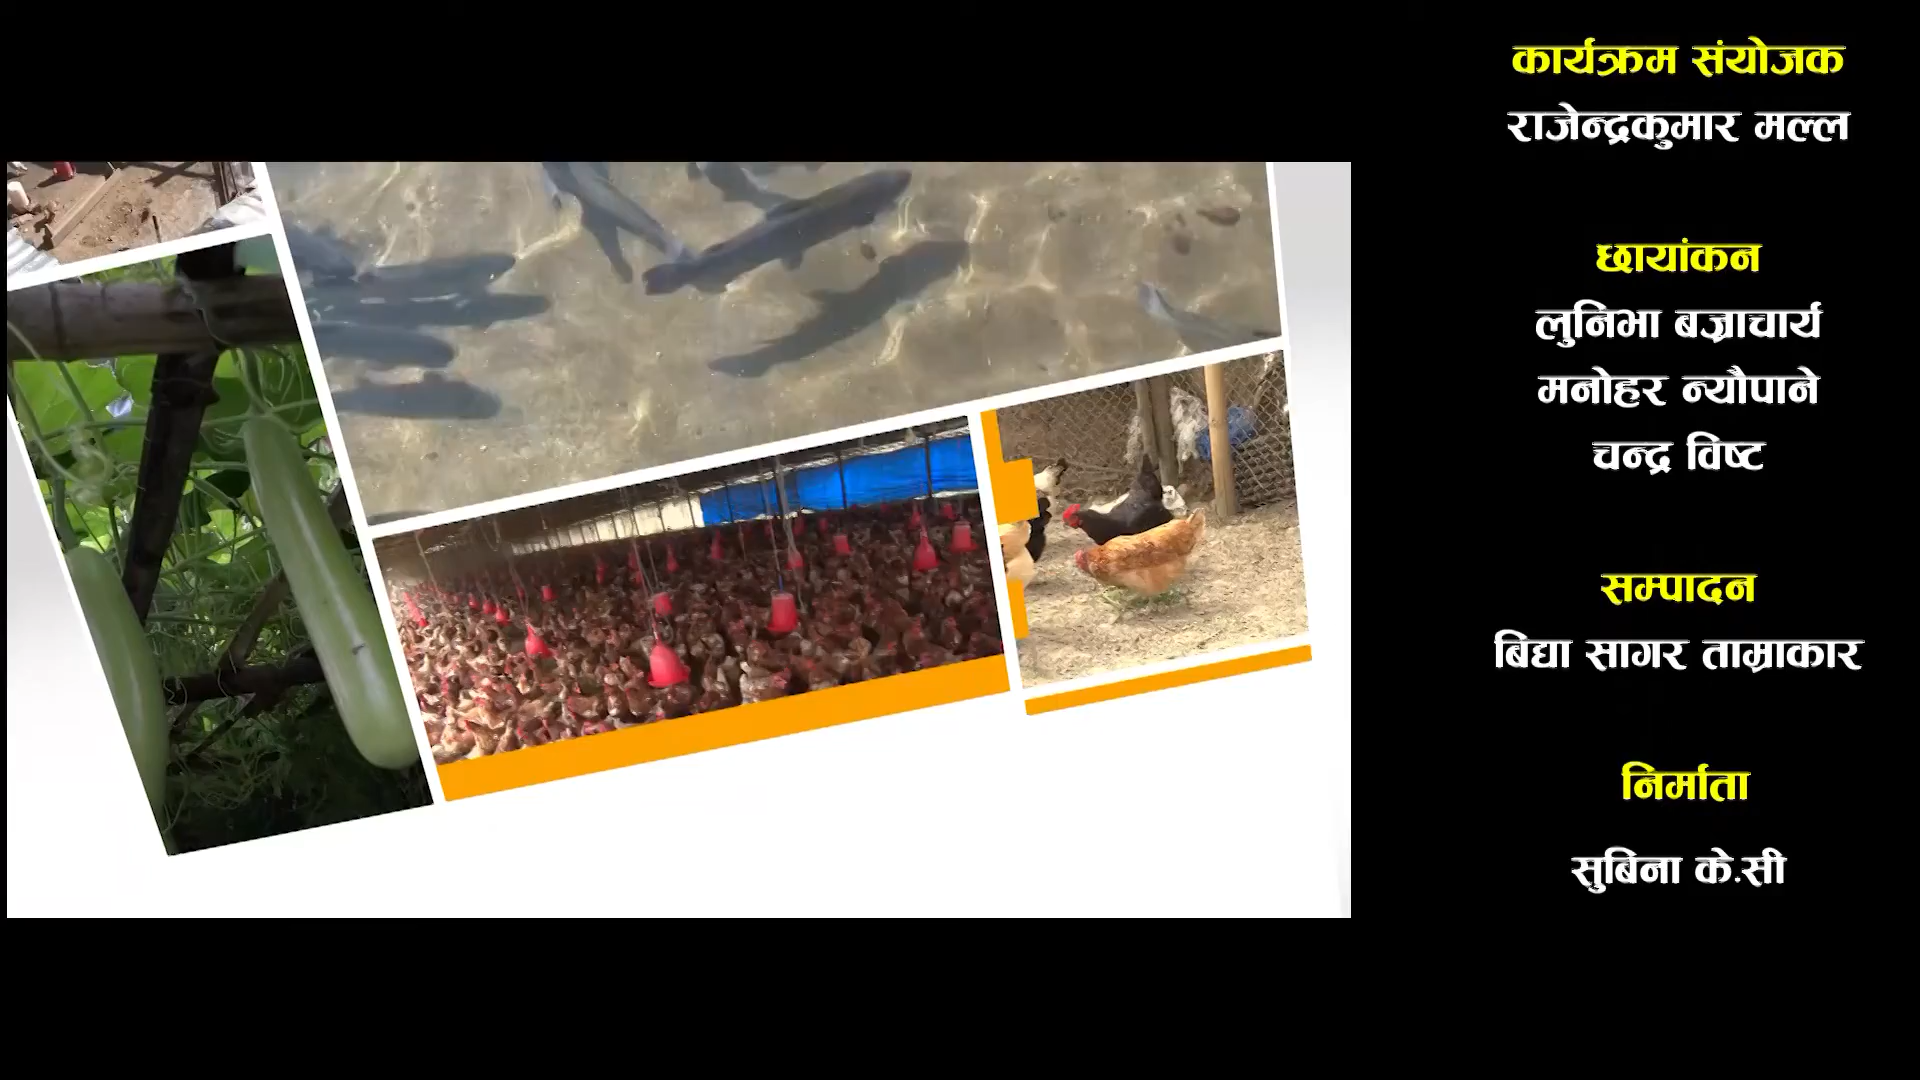 कार्यक्रम संयोजक
राजेन्द्रकुमार मल्ल
छायांकन
लुनिभा बज्राचार्य
मनोहर न्यौपाने
चन्द्र विष्ट
सम्पादन
बिद्या सागर ताम्राकार
निर्माता
सुबिना के.सी